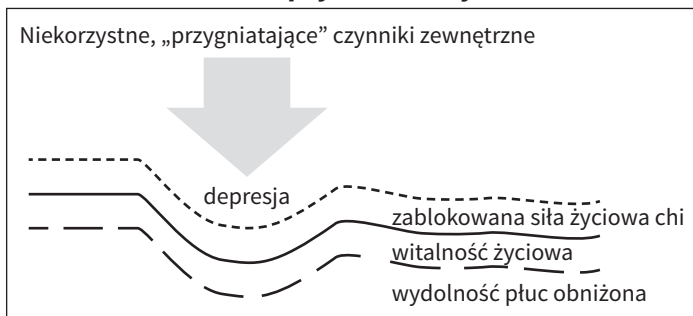 Niekorzystne, „przygniatające” czynniki zewnętrzne
depresja
zablokowana siła życiowa chi
witalność życiowa
wydolność płuc obniżona